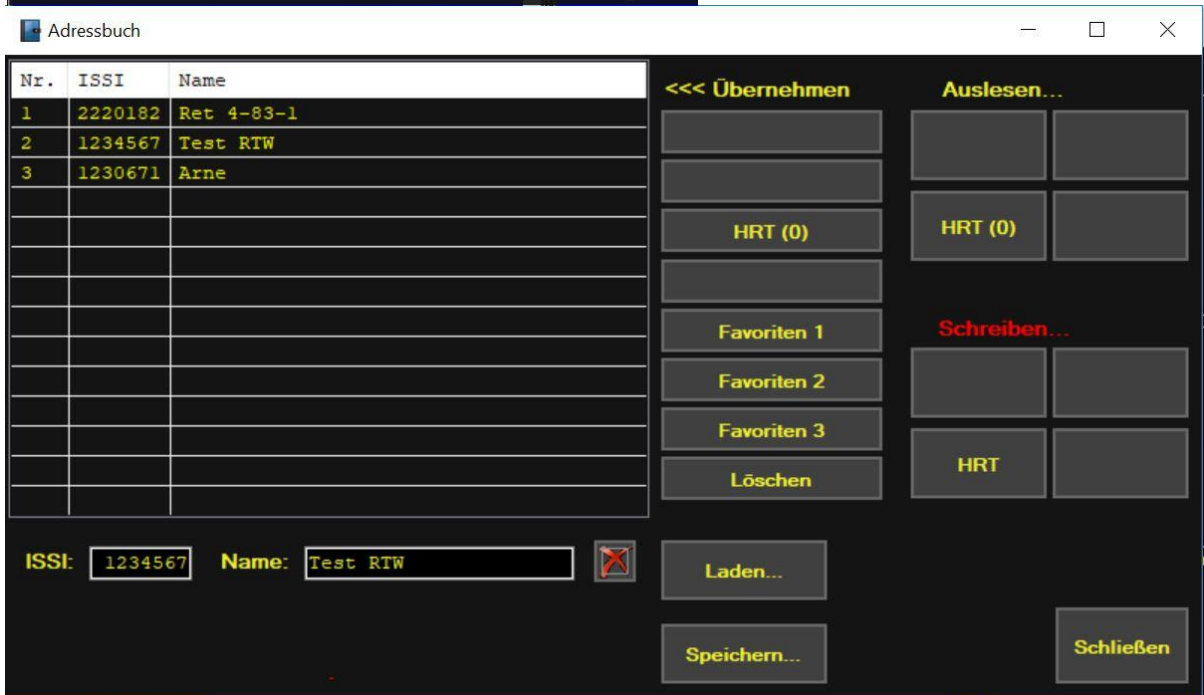 Adressbuch
Nr. ISSI Name
1 2220182 Ret 4-83-1
2 1234567 Test RTW
3 1230671 Arne
ISSI: 1234567 Name: Test RTW
<<< Übernehmen
HRT (0)
Favoriten 1
Favoriten 2
Favoriten 3
Löschen
Laden...
Speichern...
Auslesen...
HRT (0)
Schreiben...
HRT
Schließen